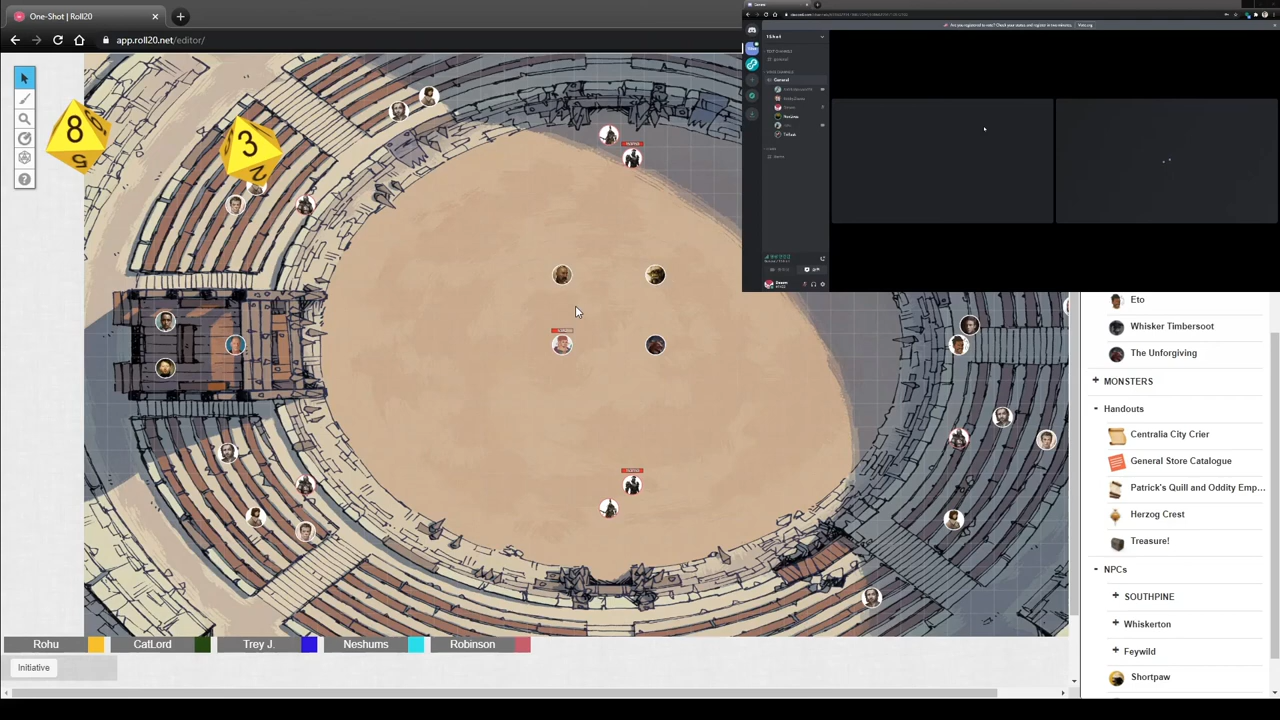 One-Shot | Roll20
app.roll20.net/editor/
8
5
3
2
General
Eto
Whisker Timbersoot
The Unforgiving
MONSTERS
Handouts
Centralia City Crier
General Store Catalogue
Patrick's Quill and Oddity Emp...
Herzog Crest
Treasure!
NPCs
SOUTHPINE
Whiskerton
Feywild
Shortpaw
Rohu
CatLord
Trey J.
Neshums
Robinson
Initiative